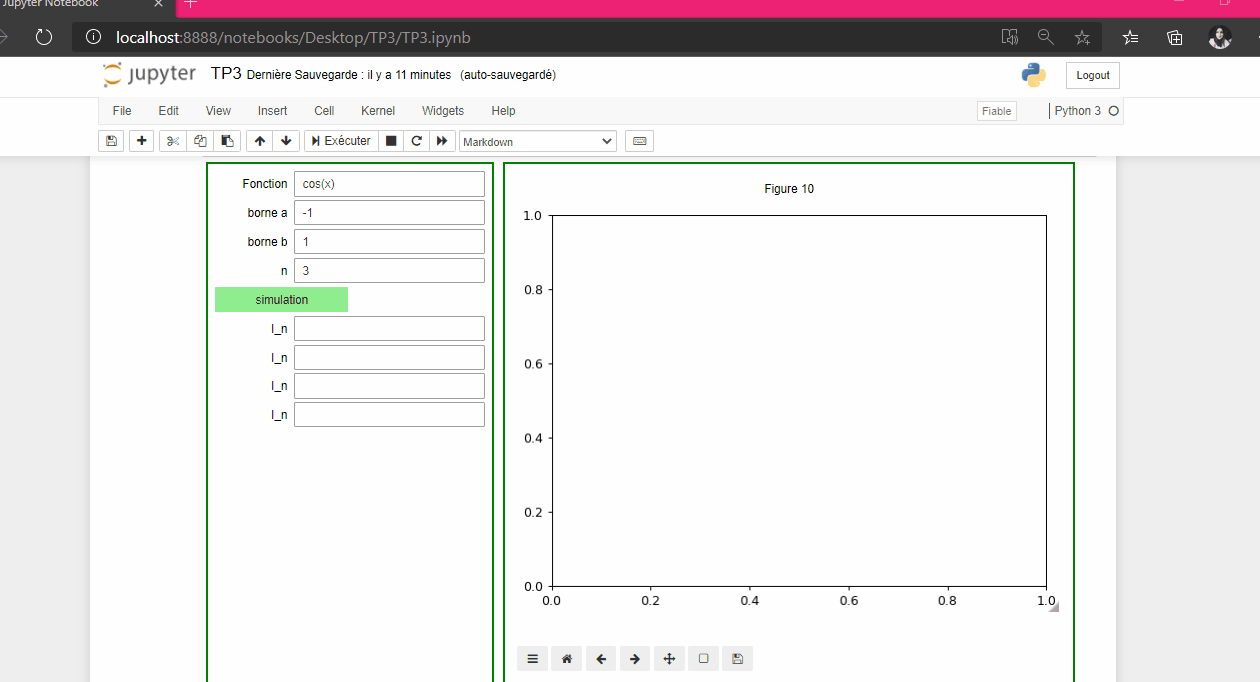 Jupyter Notebook
localhost:8888/notebooks/Desktop/TP3/TP3.ipynb
jupyter TP3 Dernière Sauvegarde : il y a 11 minutes (auto-sauvegardé) Logout
File Edit View Insert Cell Kernel Widgets Help Fiable Python 3
Exécuter Markdown
Fonction cos(x)
borne a -1
borne b 1
n 3
simulation
I_n
I_n
I_n
I_n
Figure 10
1.0
0.8
0.6
0.4
0.2
0.0
0.0 0.2 0.4 0.6 0.8 1.0